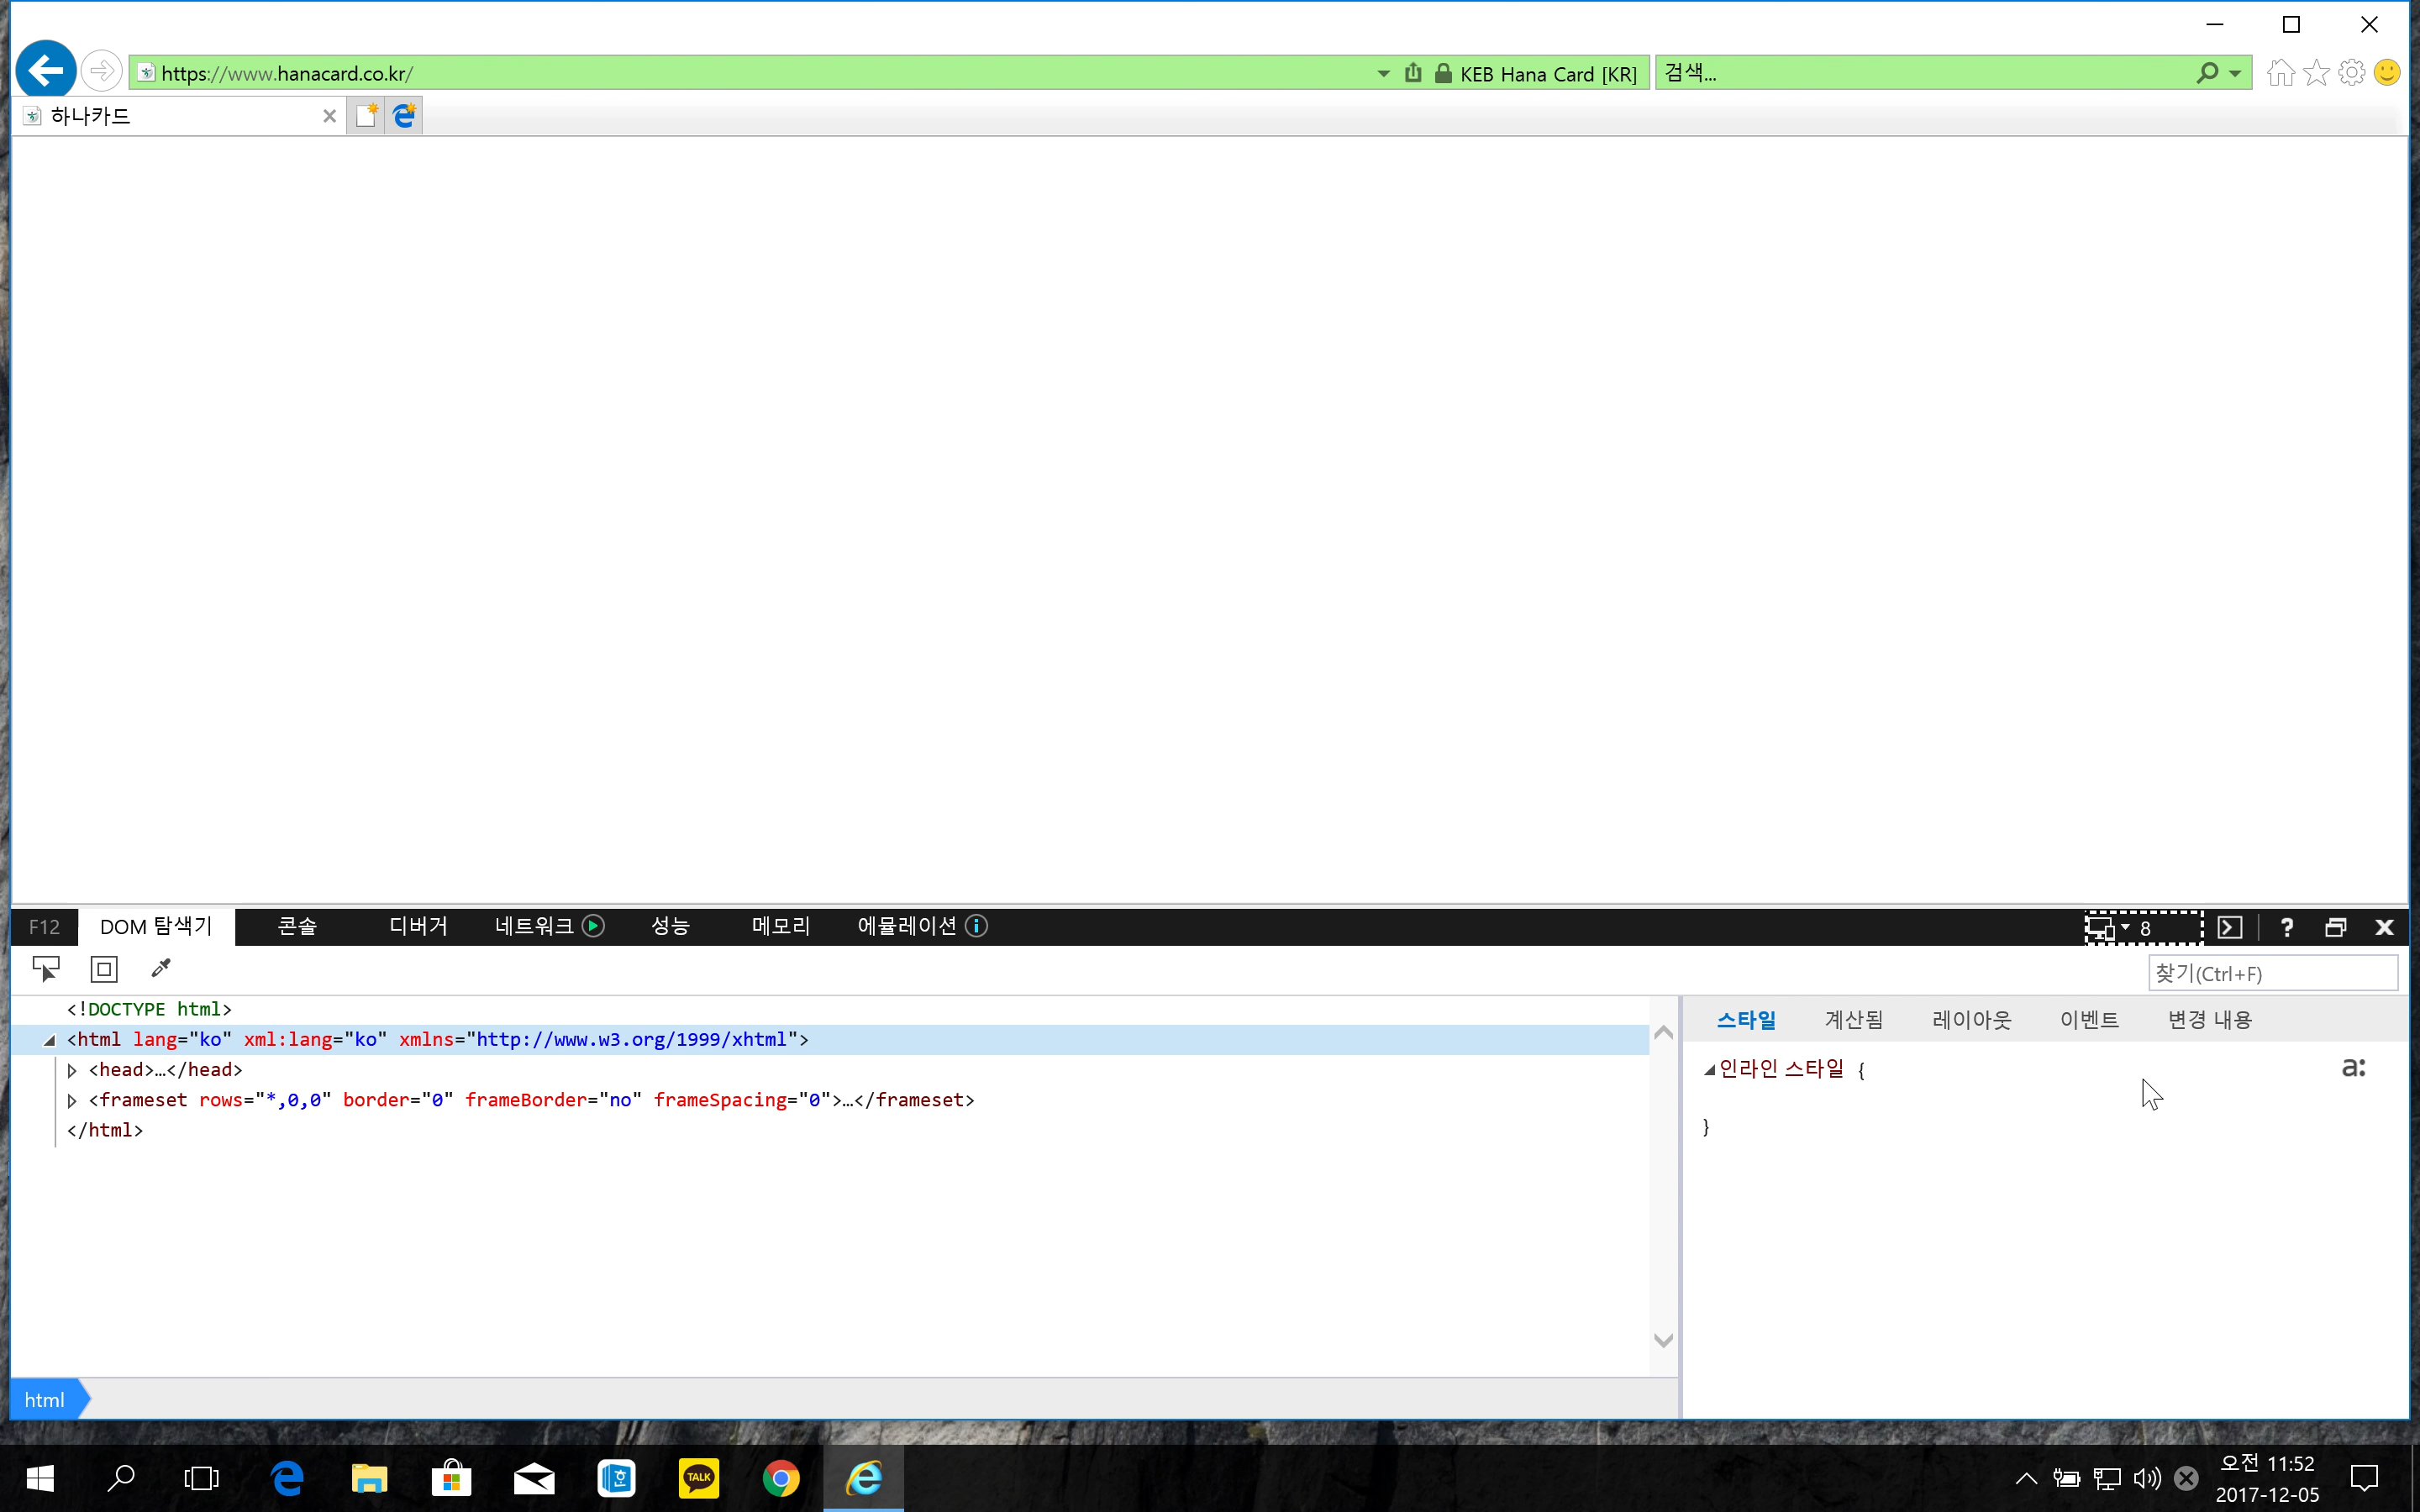 https://www.hanacard.co.kr/
KEB Hana Card [KR]
검색...
하나카드
F12
DOM 탐색기
콘솔
디버거
네트워크
성능
메모리
에뮬레이션
8
?
찾기(Ctrl+F)
<!DOCTYPE html>
<html lang="ko" xml:lang="ko" xmlns="http://www.w3.org/1999/xhtml">
<head>…</head>
<frameset rows="*,0,0" border="0" frameBorder="no" frameSpacing="0">…</frameset>
</html>
스타일
계산됨
레이아웃
이벤트
변경 내용
인라인 스타일 {
a:
}
html
TALK
오전 11:52
2017-12-05